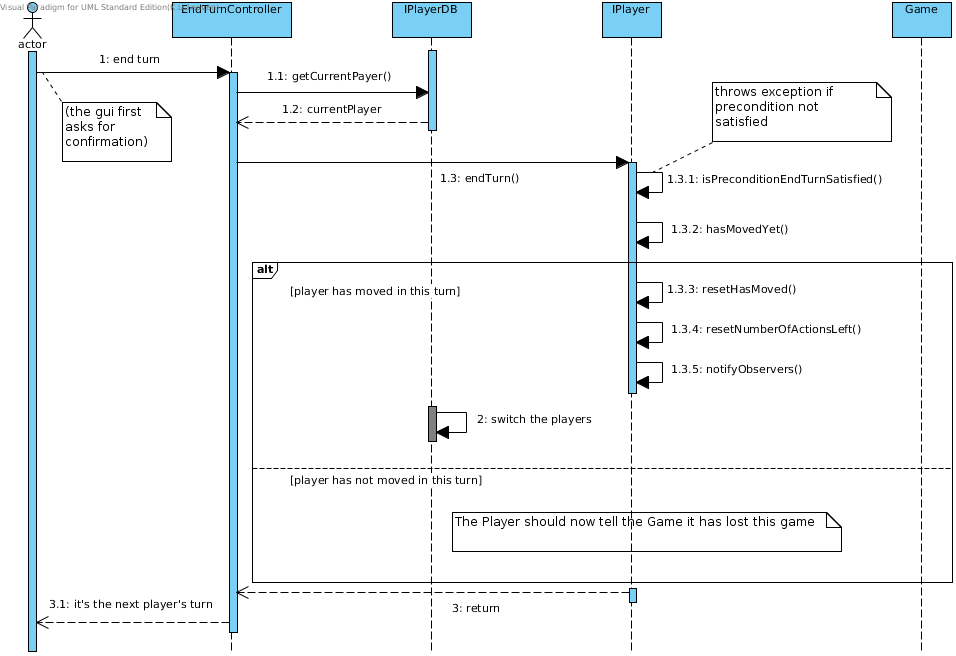 Visual Paradigm for UML Standard Edition(
EndTurnController
IPlayerDB
IPlayer
Game
actor
1: end turn
(the gui first
asks for
confirmation)
1.1: getCurrentPayer()
1.2: currentPlayer
throws exception if
precondition not
satisfied
1.3: endTurn()
1.3.1: isPreconditionEndTurnSatisfied()
1.3.2: hasMovedYet()
alt
[player has moved in this turn]
1.3.3: resetHasMoved()
1.3.4: resetNumberOfActionsLeft()
1.3.5: notifyObservers()
2: switch the players
[player has not moved in this turn]
The Player should now tell the Game it has lost this game
3: return
3.1: it's the next player's turn